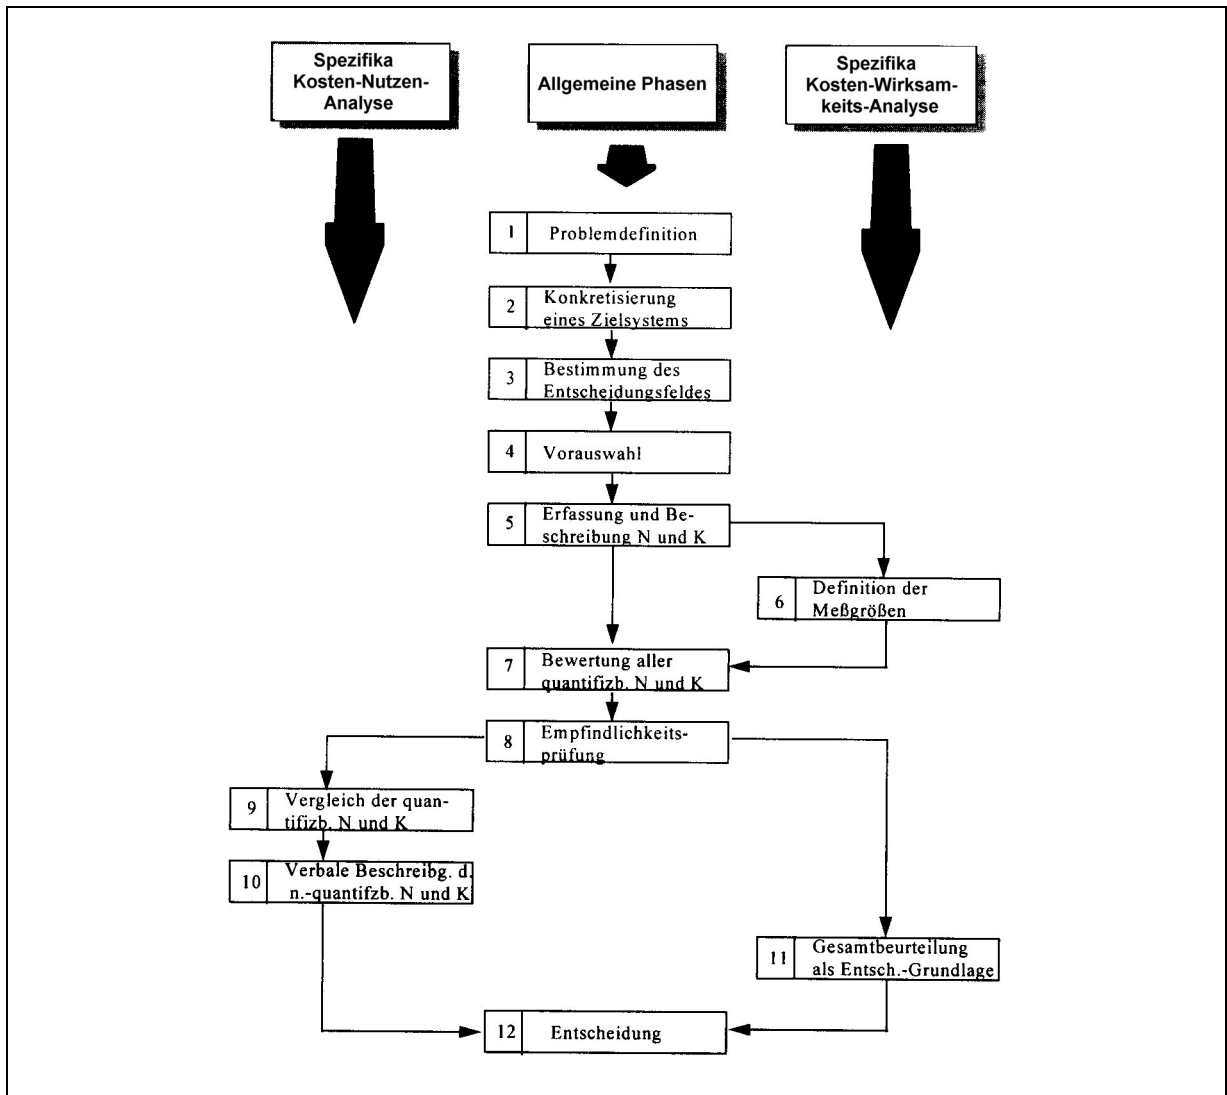 Spezifika
Kosten-Nutzen-
Analyse
Allgemeine Phasen
Spezifika
Kosten-Wirksam-
keits-Analyse
1 Problemdefinition
2 Konkretisierung
eines Zielsystems
3 Bestimmung des
Entscheidungsfeldes
4 Vorauswahl
5 Erfassung und Be-
schreibung N und K
6 Definition der
Meßgrößen
7 Bewertung aller
quantifizb. N und K
8 Empfindlichkeits-
prüfung
9 Vergleich der quan-
tifizb. N und K
10 Verbale Beschreibg. d.
n.-quantifzb. N und K
11 Gesamtbeurteilung
als Entsch.-Grundlage
12 Entscheidung